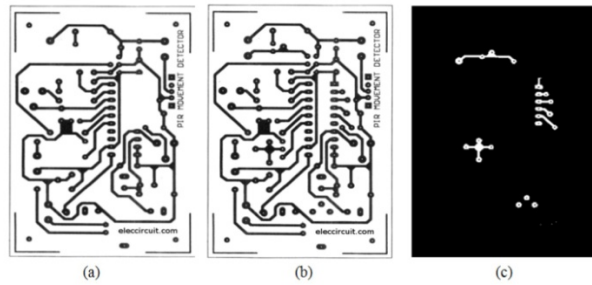 PIR MOVEMENT DETECTOR
eleccircuit.com
PIR MOVEMENT DETECTOR
eleccircuit.com
(a)
(b)
(c)